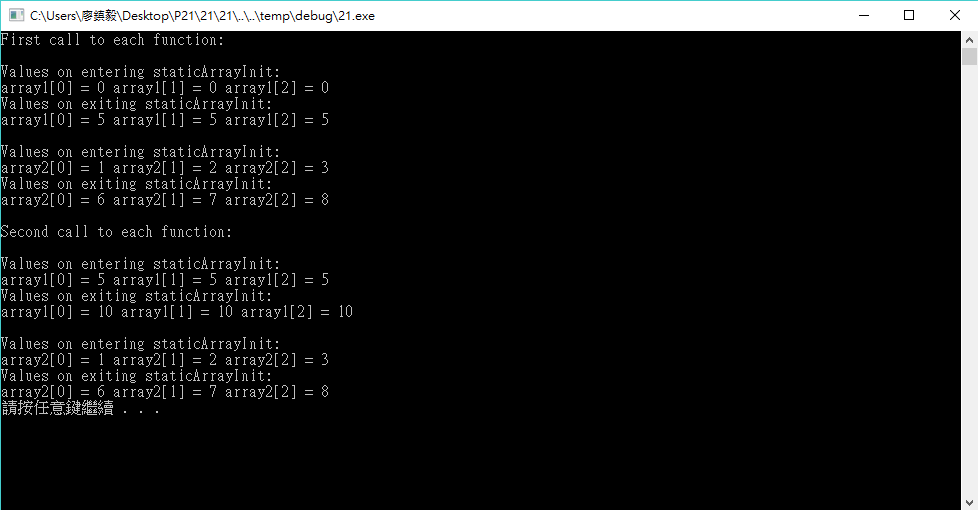 C:\Users\廖鎮毅\Desktop\P21\21\21\..\..\temp\debug\21.exe
First call to each function:
Values on entering staticArrayInit:
array1[0] = 0 array1[1] = 0 array1[2] = 0
Values on exiting staticArrayInit:
array1[0] = 5 array1[1] = 5 array1[2] = 5
Values on entering staticArrayInit:
array2[0] = 1 array2[1] = 2 array2[2] = 3
Values on exiting staticArrayInit:
array2[0] = 6 array2[1] = 7 array2[2] = 8
Second call to each function:
Values on entering staticArrayInit:
array1[0] = 5 array1[1] = 5 array1[2] = 5
Values on exiting staticArrayInit:
array1[0] = 10 array1[1] = 10 array1[2] = 10
Values on entering staticArrayInit:
array2[0] = 1 array2[1] = 2 array2[2] = 3
Values on exiting staticArrayInit:
array2[0] = 6 array2[1] = 7 array2[2] = 8
請按任意鍵繼續 . . .